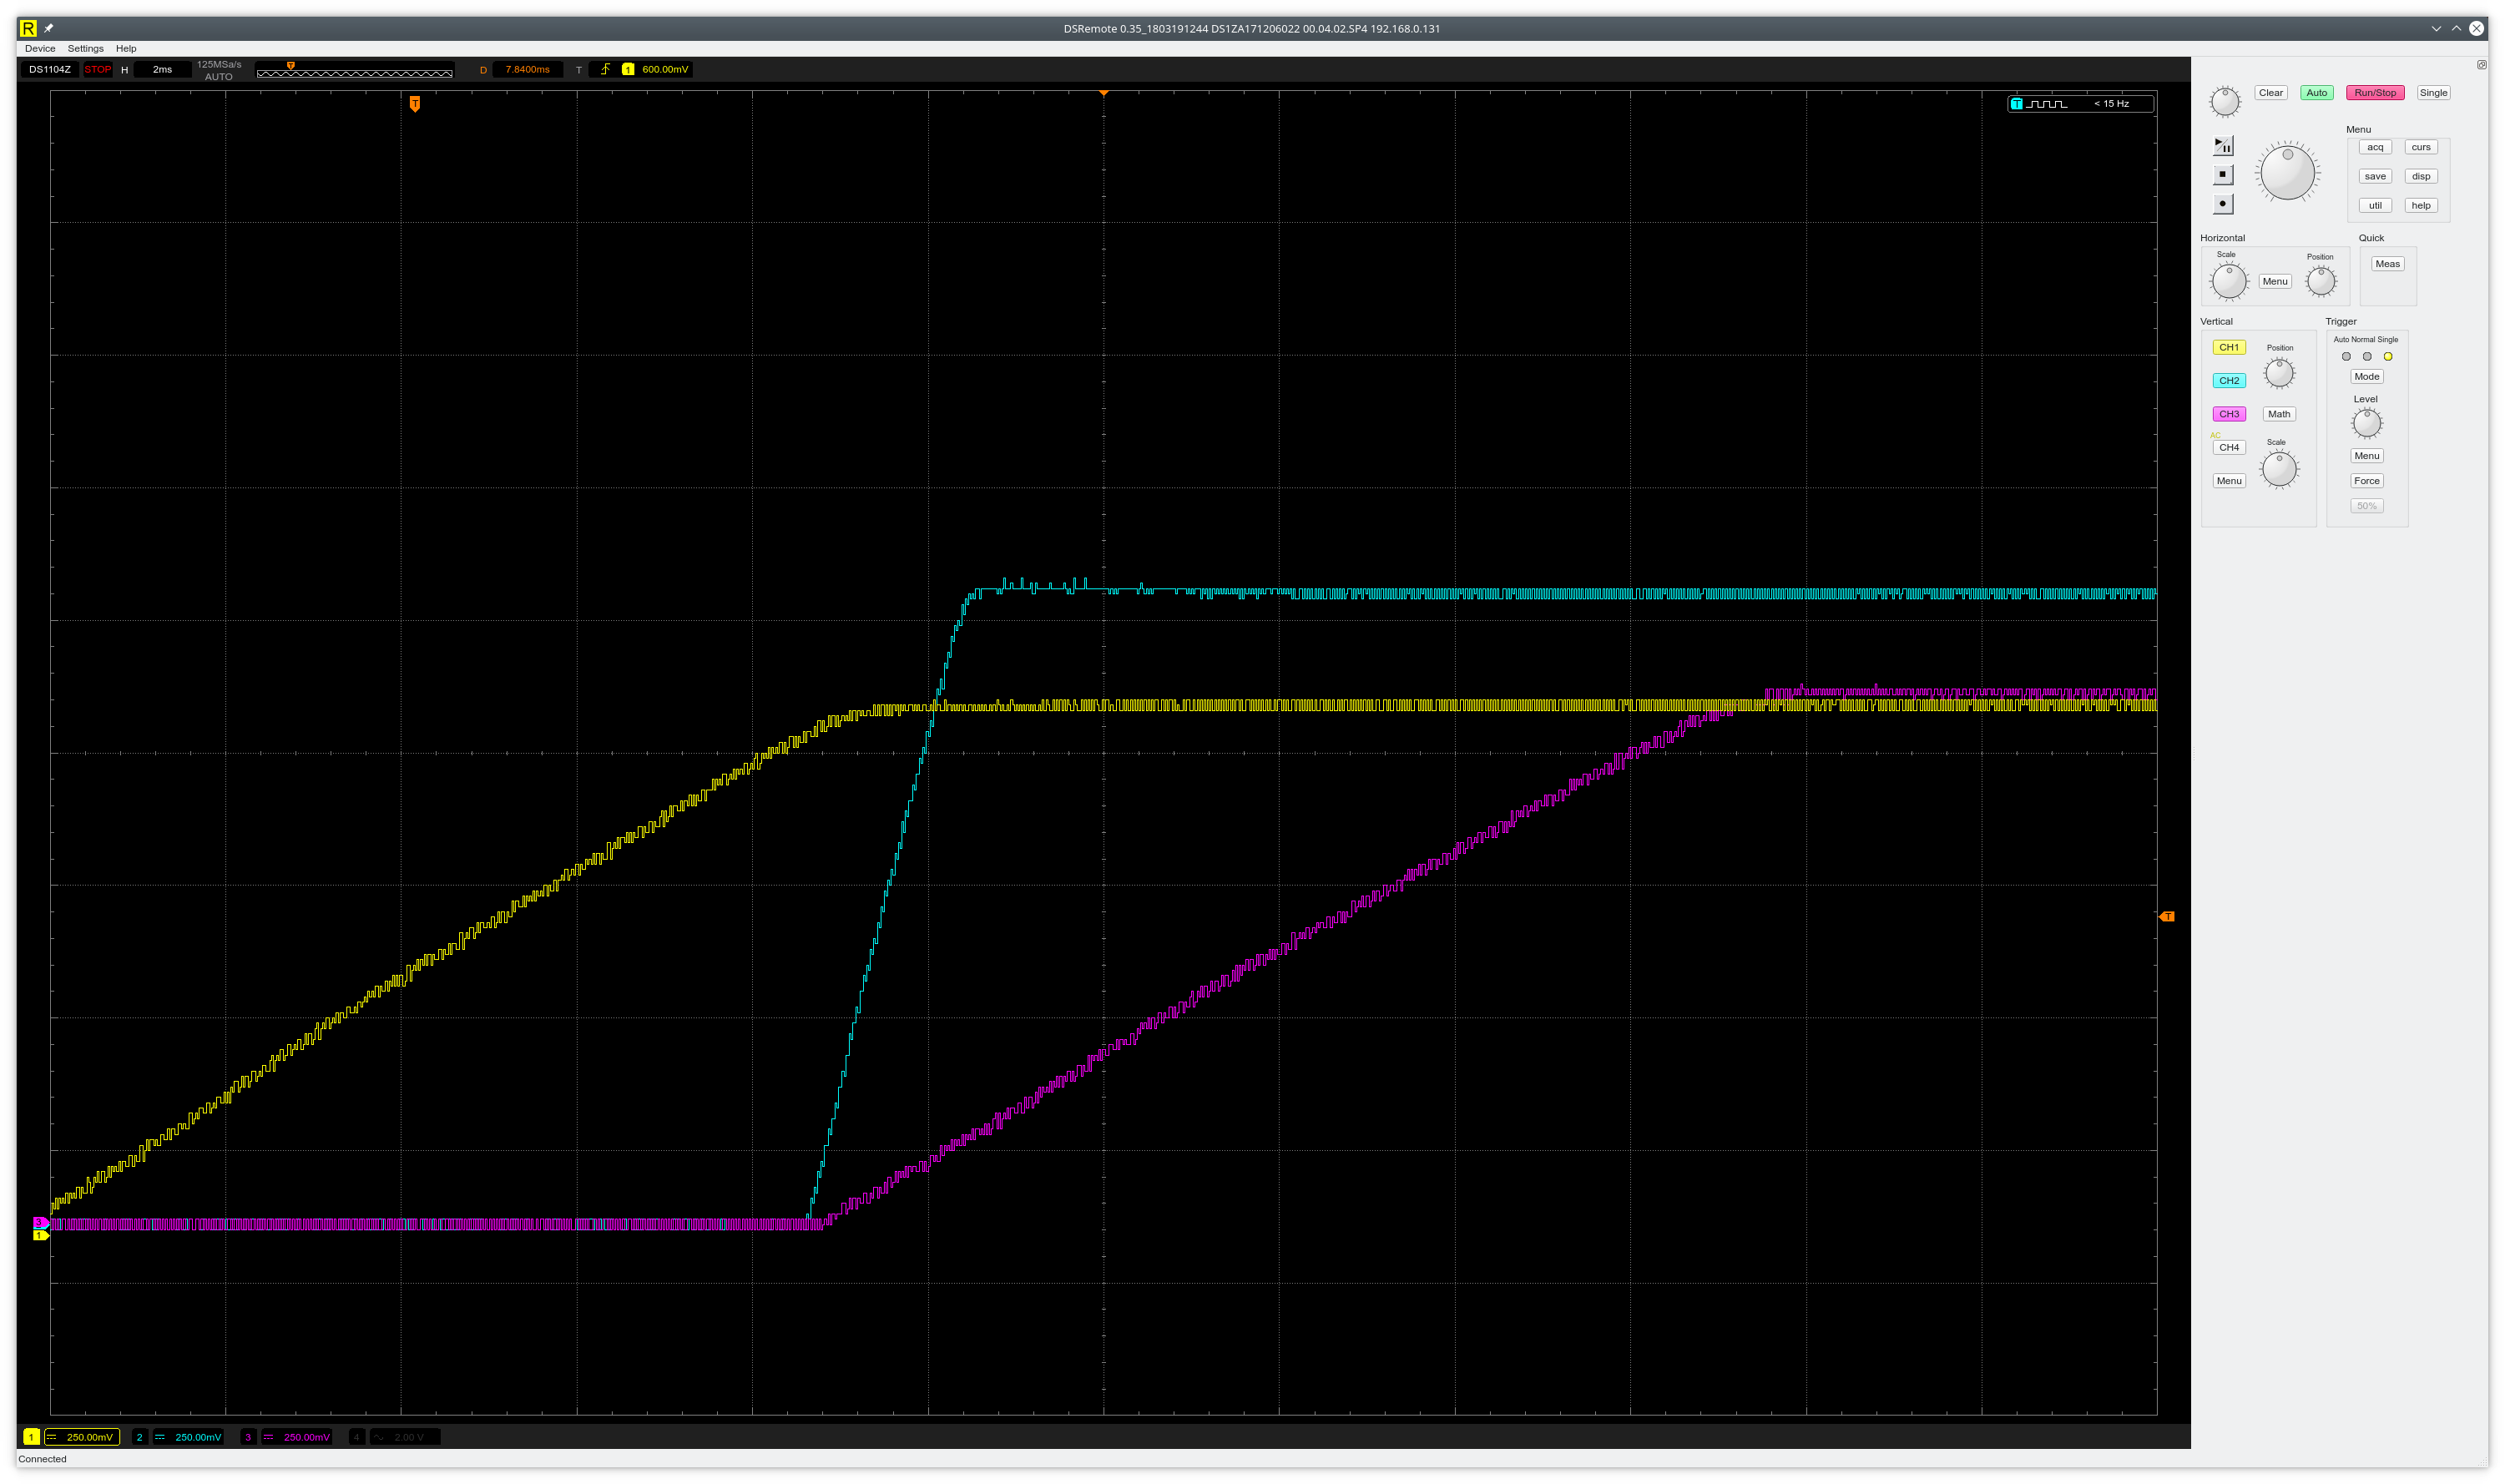 R DSRemote 0.35_1803191244 DS1ZA171206022 00.04.02.SP4 192.168.0.131
Device Settings Help
DS1104Z STOP H 2ms 125MSa/s AUTO T D 7.8400ms T 1 600.00mV
T
T < 15 Hz
T
3
1
1 250.00mV 2 250.00mV 3 250.00mV 4 2.00 V
Connected
Clear Auto Run/Stop Single
Menu
acq curs
save disp
util help
Horizontal Quick
Scale Menu Position Meas
Vertical Trigger
CH1 Position
CH2
CH3 Math
AC
CH4 Scale
Menu
Auto Normal Single
Mode
Level
Menu
Force
50%